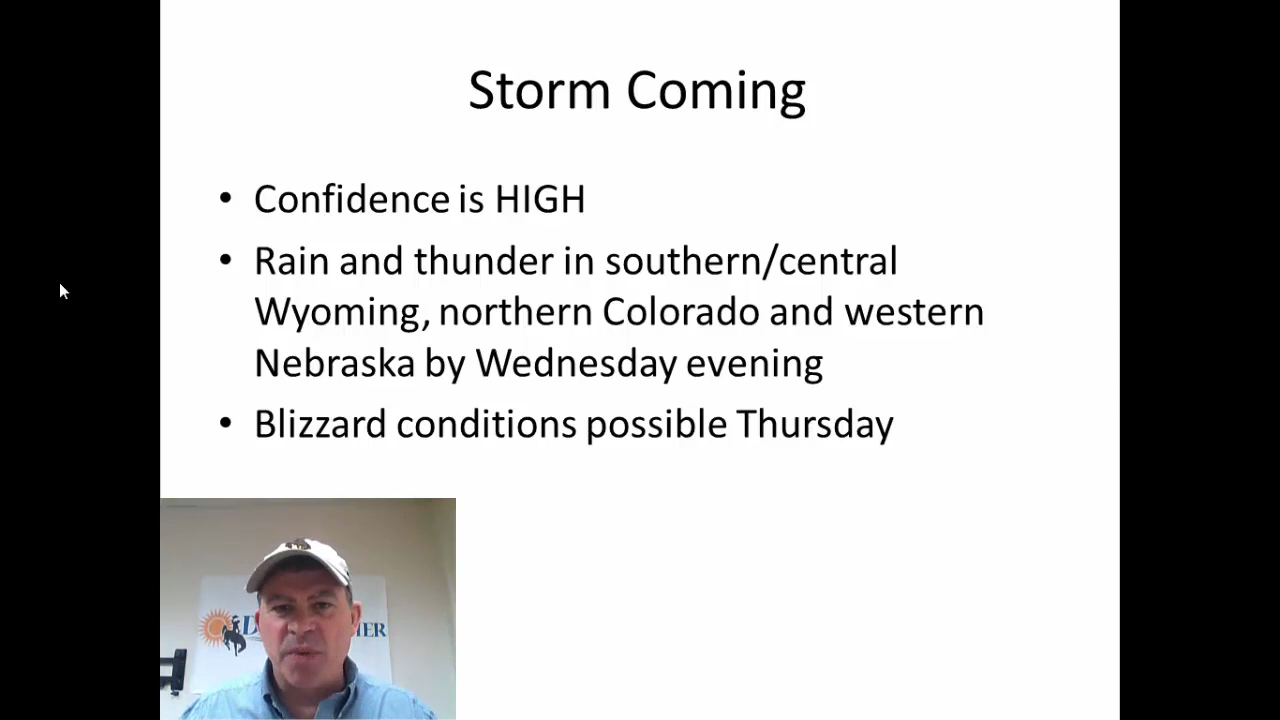 Storm Coming
• Confidence is HIGH
• Rain and thunder in southern/central
Wyoming, northern Colorado and western
Nebraska by Wednesday evening
• Blizzard conditions possible Thursday